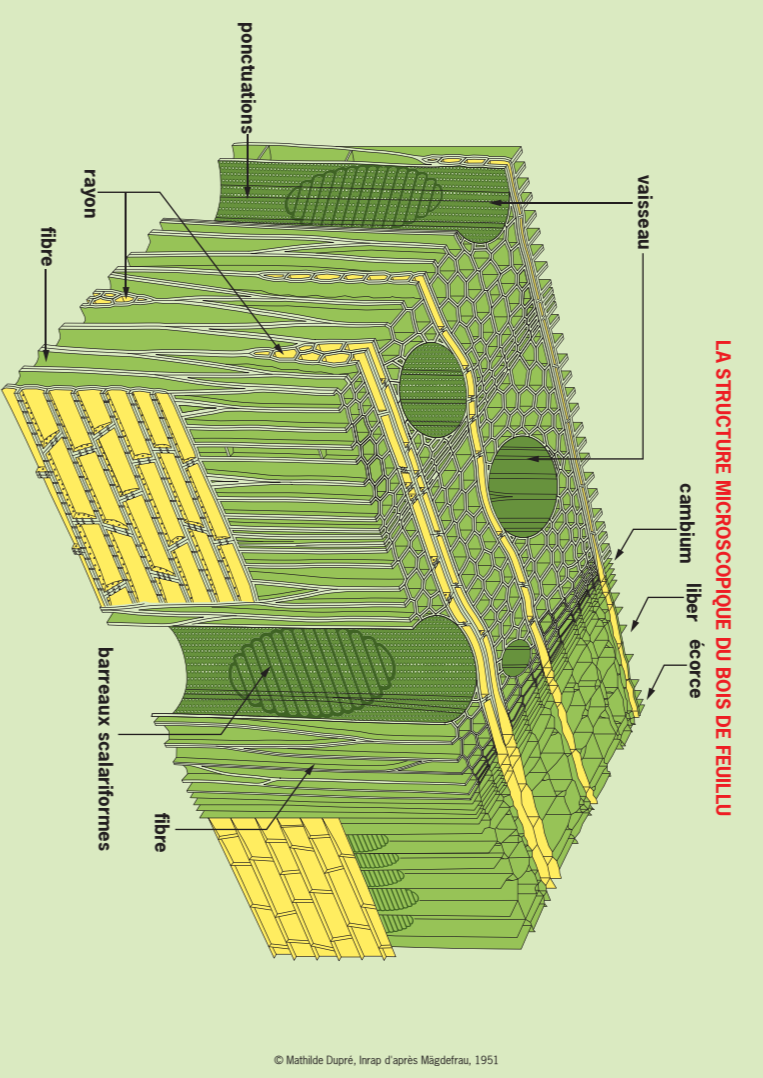 LA STRUCTURE MICROSCOPIQUE DU BOIS DE FEUILLU
cambium
liber
écorce
vaisseau
ponctuations
rayon
fibre
barreaux scalariformes
fibre
© Mathilde Dupré, Inrap d'après Mägdefrau, 1951